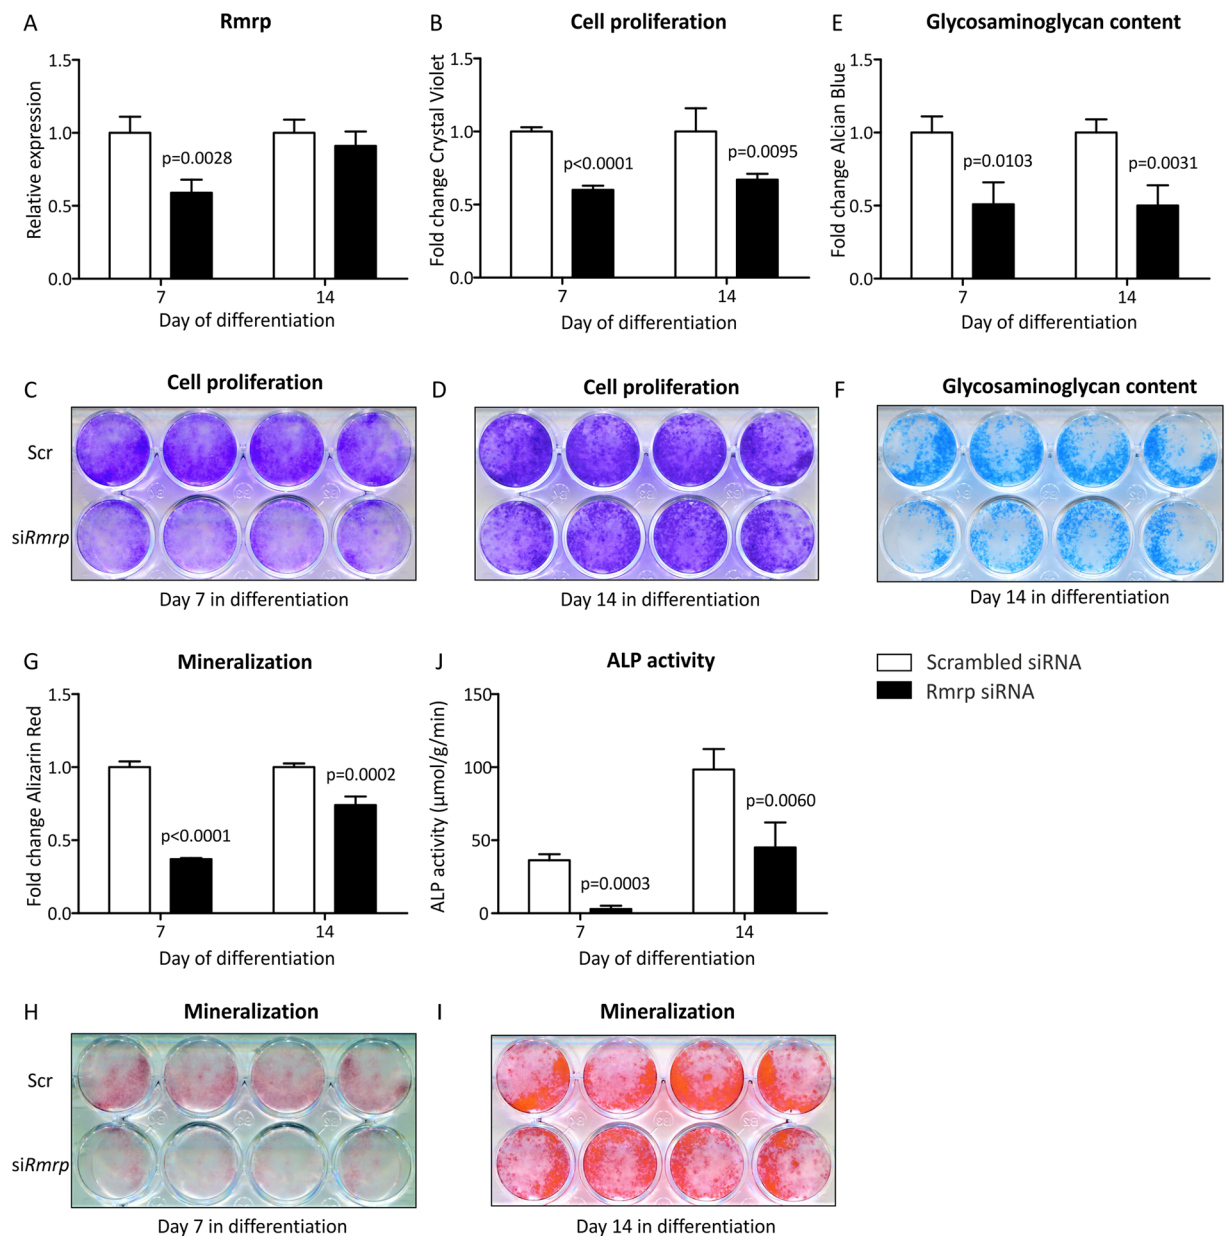 A
Rmrp
Relative expression
1.5
1.0
0.5
0.0
p=0.0028
7
14
Day of differentiation
B
Cell proliferation
Fold change Crystal Violet
1.5
1.0
0.5
0.0
p<0.0001
p=0.0095
7
14
Day of differentiation
E
Glycosaminoglycan content
Fold change Alcian Blue
1.5
1.0
0.5
0.0
p=0.0103
p=0.0031
7
14
Day of differentiation
C
Cell proliferation
Scr
siRmrp
Day 7 in differentiation
D
Cell proliferation
Day 14 in differentiation
F
Glycosaminoglycan content
Day 14 in differentiation
G
Mineralization
Fold change Alizarin Red
1.5
1.0
0.5
0.0
p<0.0001
p=0.0002
7
14
Day of differentiation
J
ALP activity
ALP activity (µmol/g/min)
150
100
50
0
p=0.0003
p=0.0060
7
14
Day of differentiation
Scrambled siRNA
Rmrp siRNA
H
Mineralization
Scr
siRmrp
Day 7 in differentiation
I
Mineralization
Day 14 in differentiation